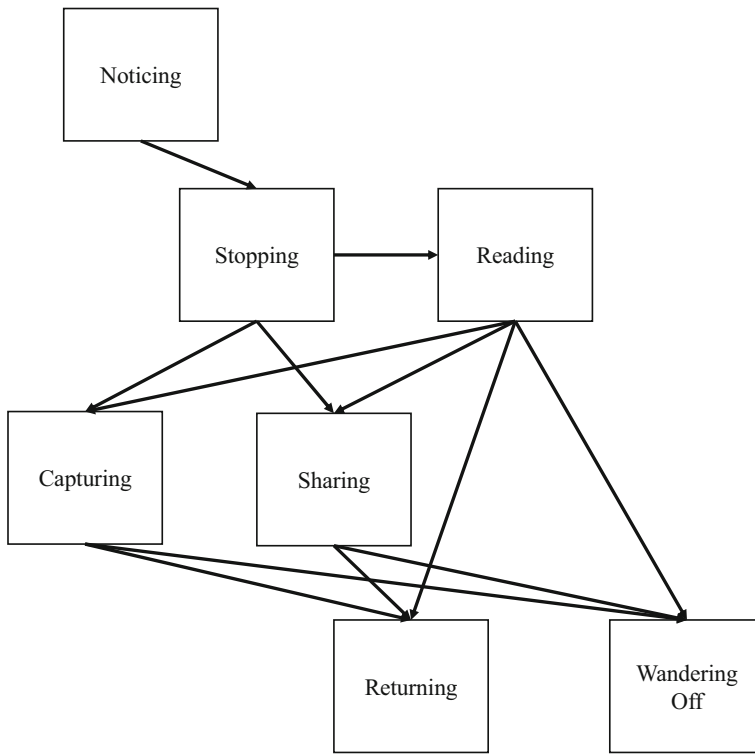 Noticing
Stopping
Reading
Capturing
Sharing
Returning
Wandering
Off